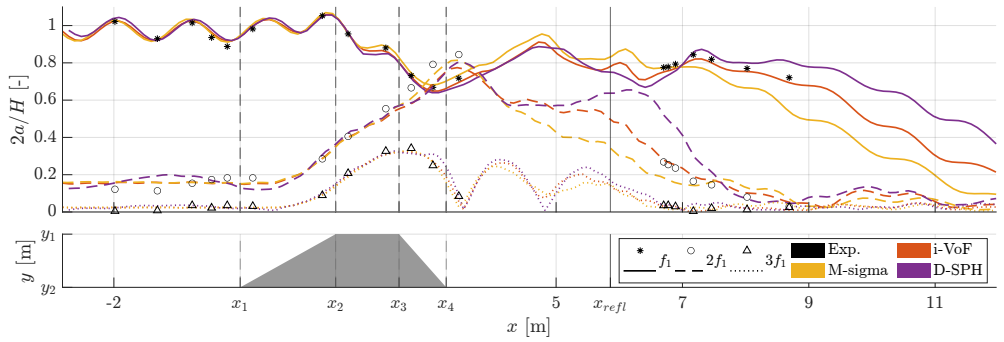 1
0.8
0.6
0.4
0.2
0
2a/H [-]
y₁
y₂
y [m]
Exp.
i-VoF
f₁
2f₁
3f₁
M-sigma
D-SPH
-2
x₁
x₂
x₃
x₄
5
x_refl
7
9
11
x [m]